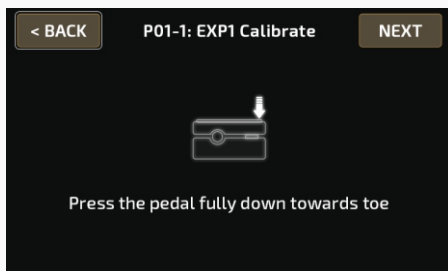 < BACK
P01-1: EXP1 Calibrate
NEXT
Press the pedal fully down towards toe